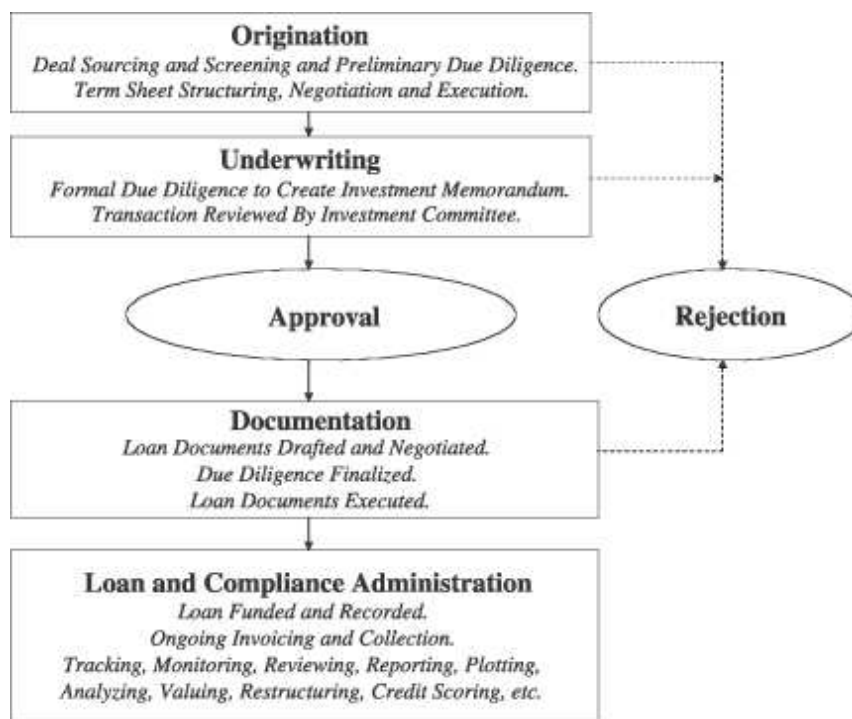 Origination
Deal Sourcing and Screening and Preliminary Due Diligence.
Term Sheet Structuring, Negotiation and Execution.
Underwriting
Formal Due Diligence to Create Investment Memorandum.
Transaction Reviewed By Investment Committee.
Approval
Rejection
Documentation
Loan Documents Drafted and Negotiated.
Due Diligence Finalized.
Loan Documents Executed.
Loan and Compliance Administration
Loan Funded and Recorded.
Ongoing Invoicing and Collection.
Tracking, Monitoring, Reviewing, Reporting, Plotting,
Analyzing, Valuing, Restructuring, Credit Scoring, etc.